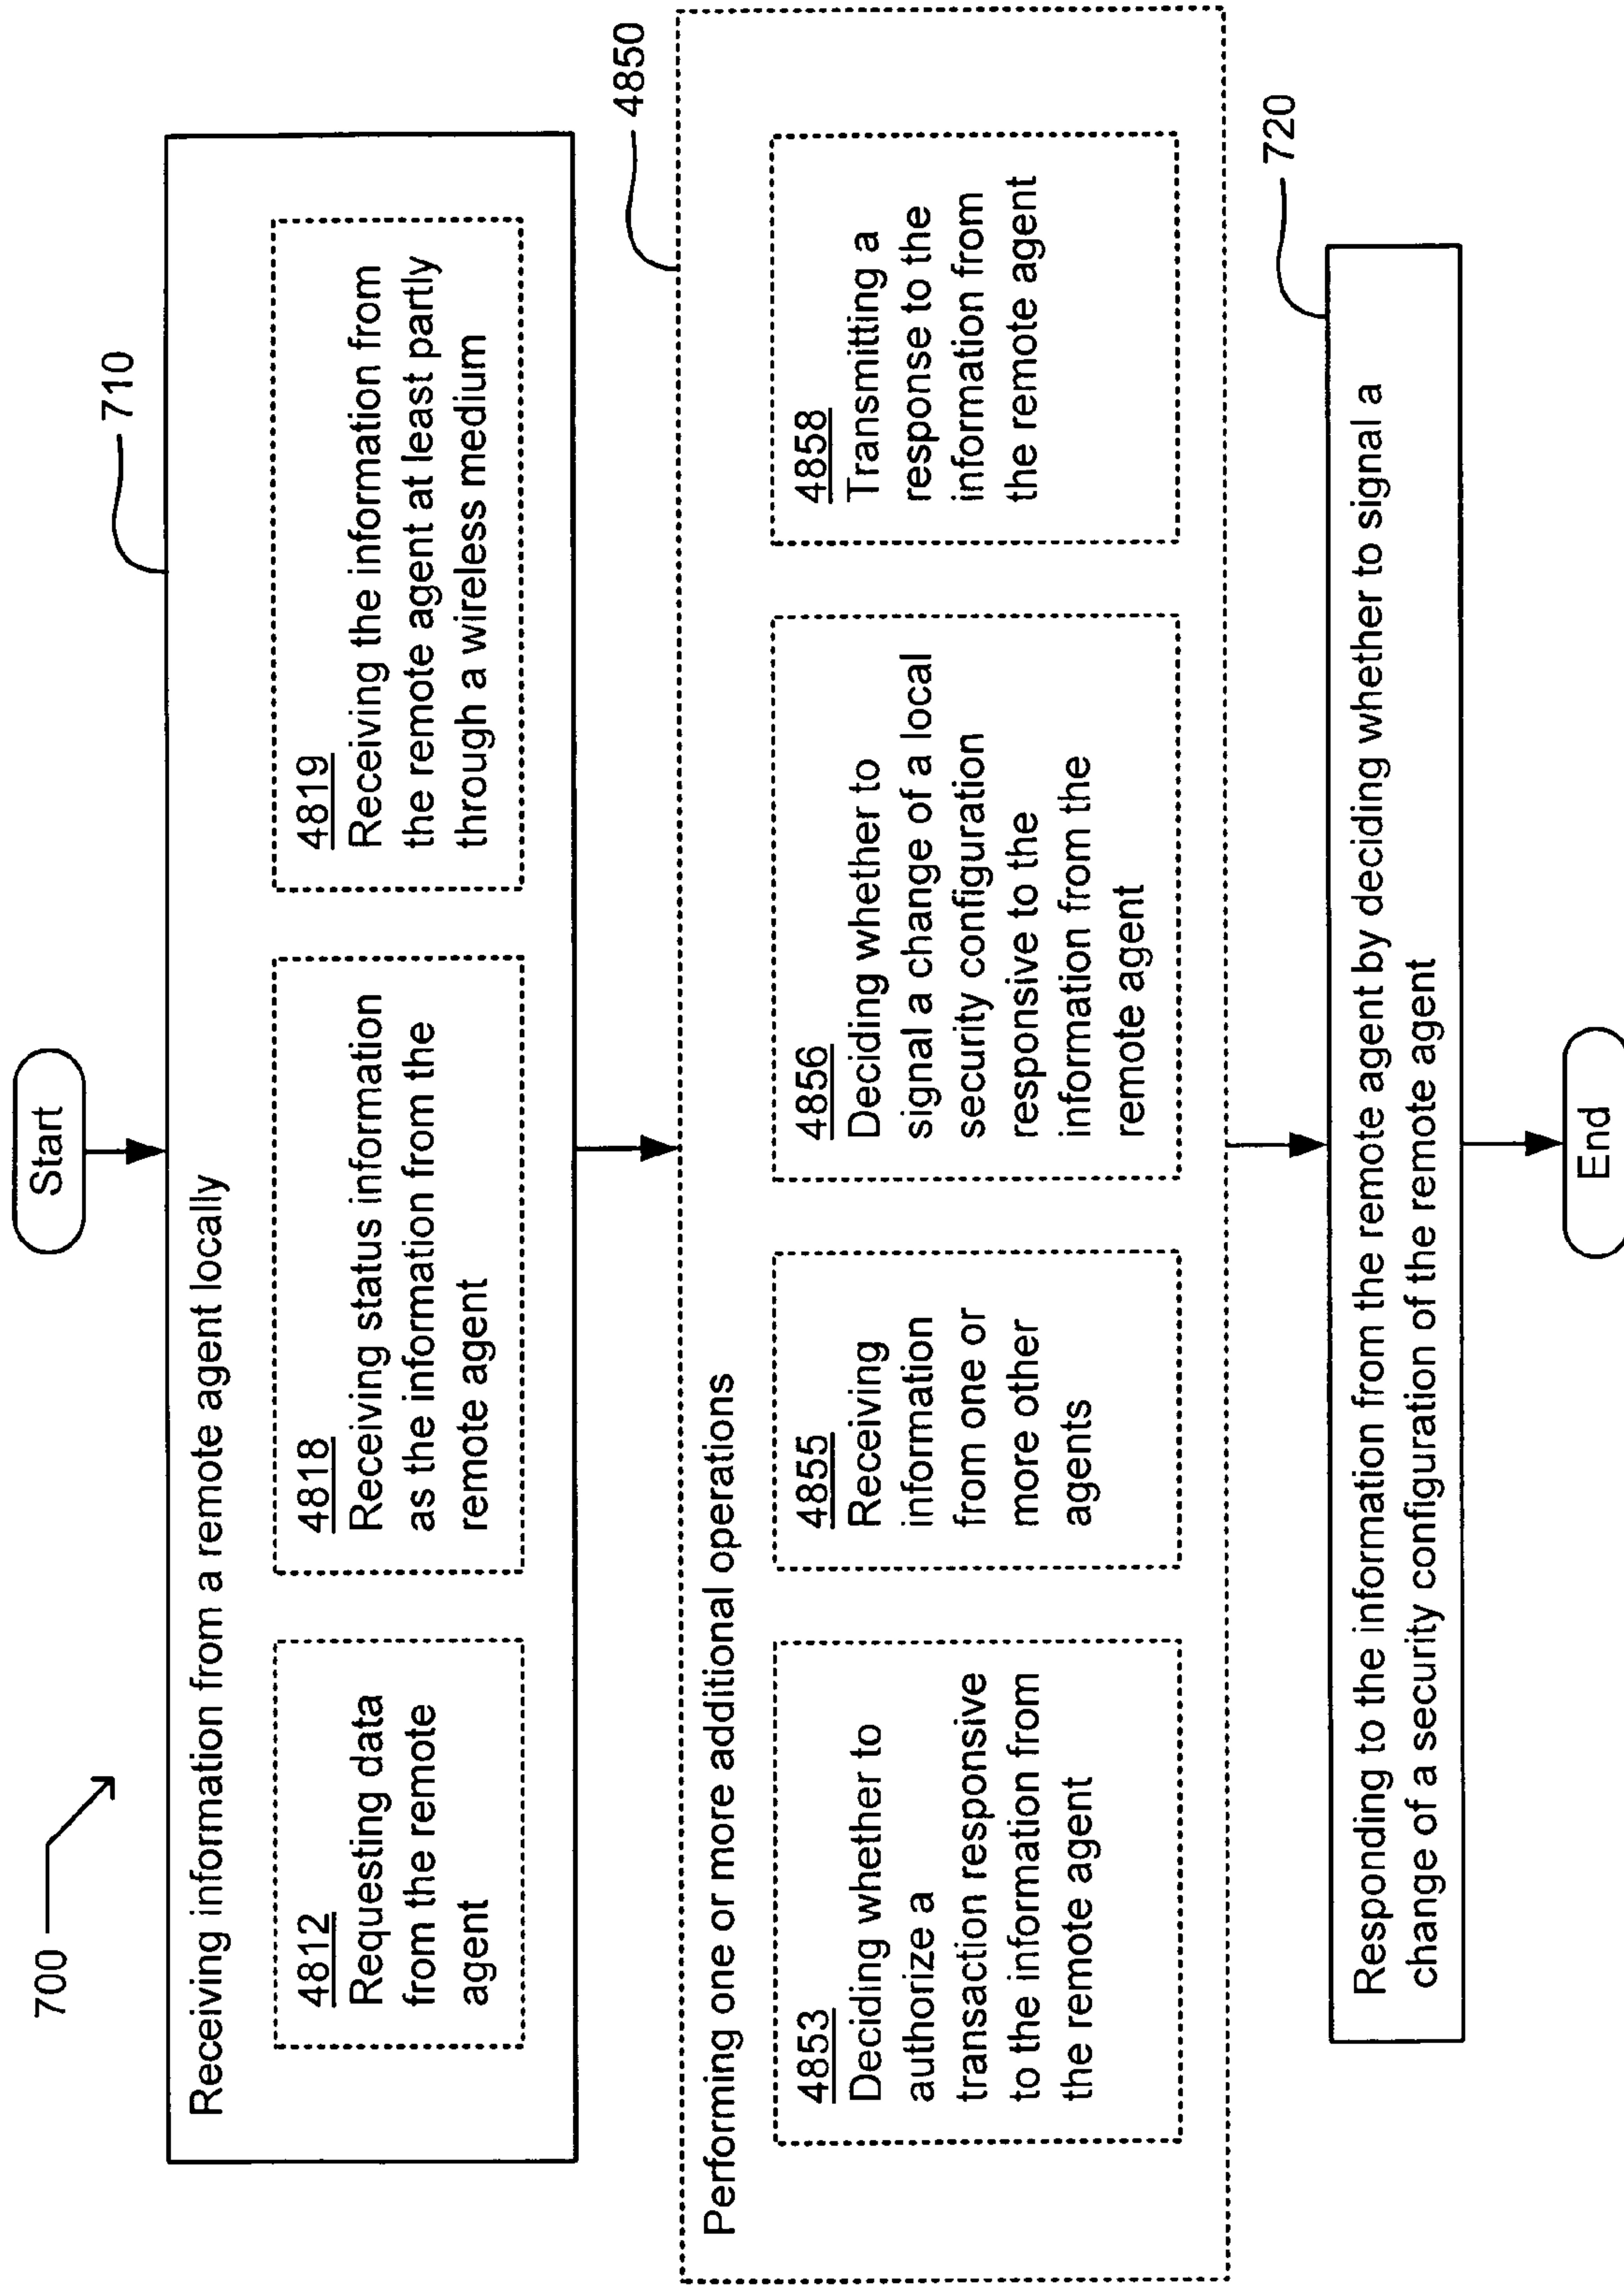 700
Start
710
Receiving information from a remote agent locally
4812
Requesting data
from the remote
agent
4818
Receiving status information
as the information from the
remote agent
4819
Receiving the information from
the remote agent at least partly
through a wireless medium
4850
Performing one or more additional operations
4853
Deciding whether to
authorize a
transaction responsive
to the information from
the remote agent
4855
Receiving
information
from one or
more other
agents
4856
Deciding whether to
signal a change of a local
security configuration
responsive to the
information from the
remote agent
4858
Transmitting a
response to the
information from
the remote agent
720
Responding to the information from the remote agent by deciding whether to signal a
change of a security configuration of the remote agent
End